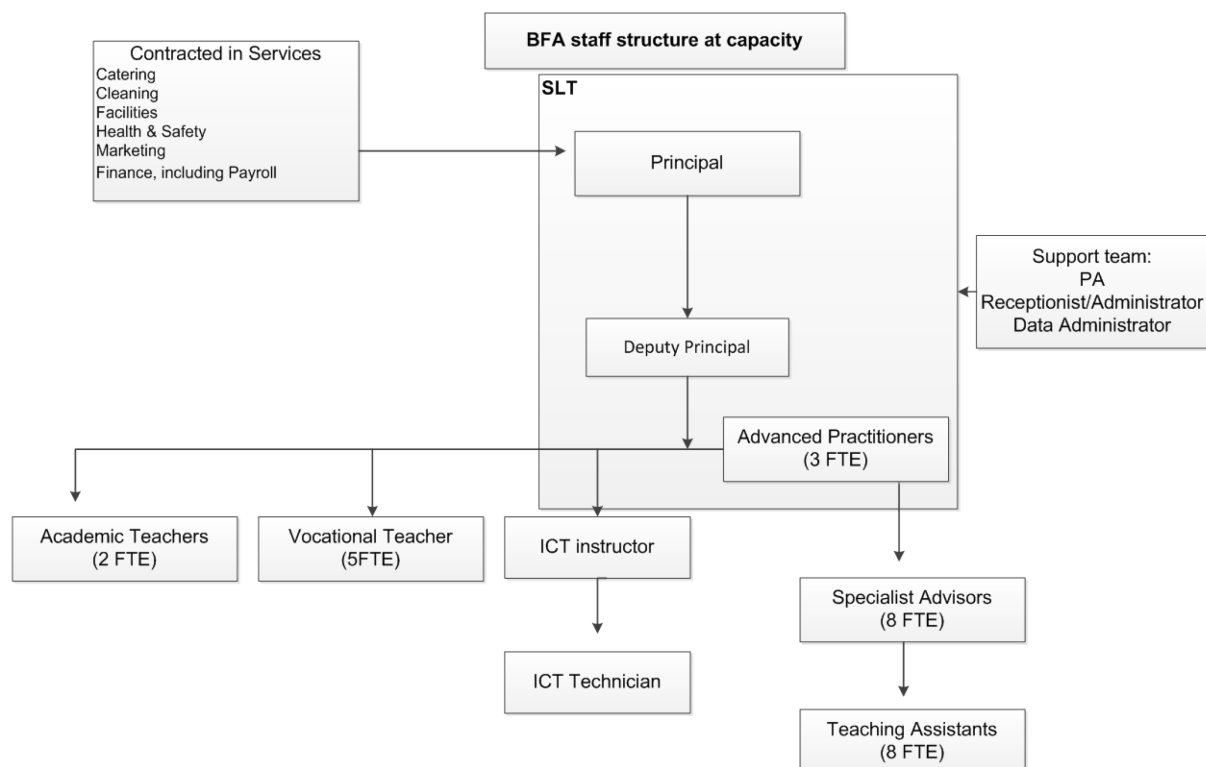 BFA staff structure at capacity
Contracted in Services
Catering
Cleaning
Facilities
Health & Safety
Marketing
Finance, including Payroll
SLT
Principal
Support team:
PA
Receptionist/Administrator
Data Administrator
Deputy Principal
Advanced Practitioners
(3 FTE)
Academic Teachers
(2 FTE)
Vocational Teacher
(5FTE)
ICT instructor
Specialist Advisors
(8 FTE)
ICT Technician
Teaching Assistants
(8 FTE)